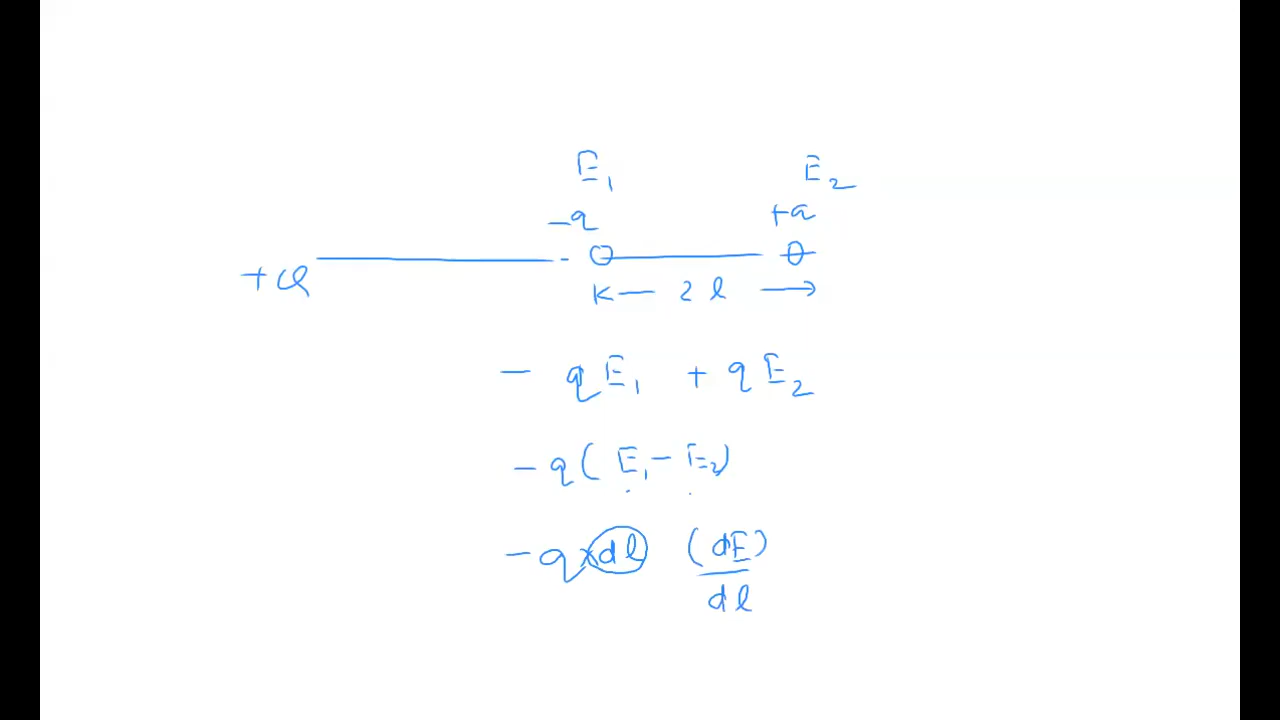 E₁ E₂
-q +q
+Q
2l
- qE₁ + qE₂
-q(E₁ - E₂)
-q×dl (dE)/dl